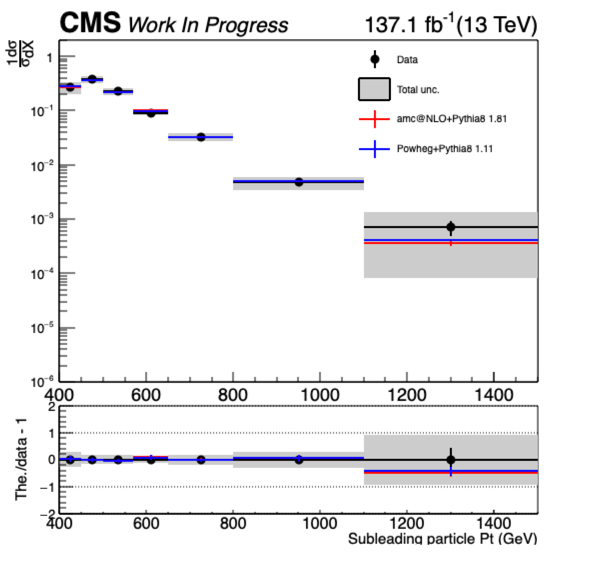 CMS Work In Progress 137.1 fb⁻¹(13 TeV)
1dσ
σdX
1
10⁻¹
10⁻²
10⁻³
10⁻⁴
10⁻⁵
10⁻⁶
Data
Total unc.
amc@NLO+Pythia8 1.81
Powheg+Pythia8 1.11
400 600 800 1000 1200 1400
The./data - 1
2
1
0
−1
−2
400 600 800 1000 1200 1400
Subleading particle Pt (GeV)